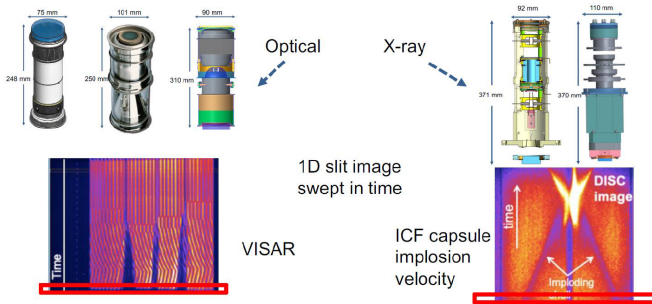 75 mm
101 mm
90 mm
92 mm
110 mm
248 mm
250 mm
310 mm
371 mm
370 mm
Optical
X-ray
1D slit image
swept in time
VISAR
ICF capsule
implosion
velocity
Time
time
DISC
image
Imploding